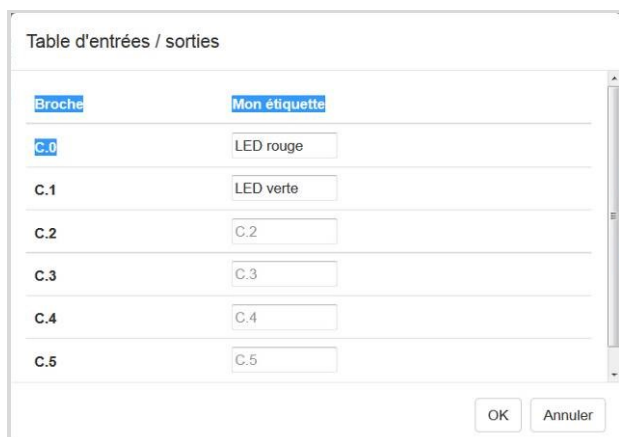 Table d'entrées / sorties
Broche Mon étiquette
C.0 LED rouge
C.1 LED verte
C.2 C.2
C.3 C.3
C.4 C.4
C.5 C.5
OK Annuler